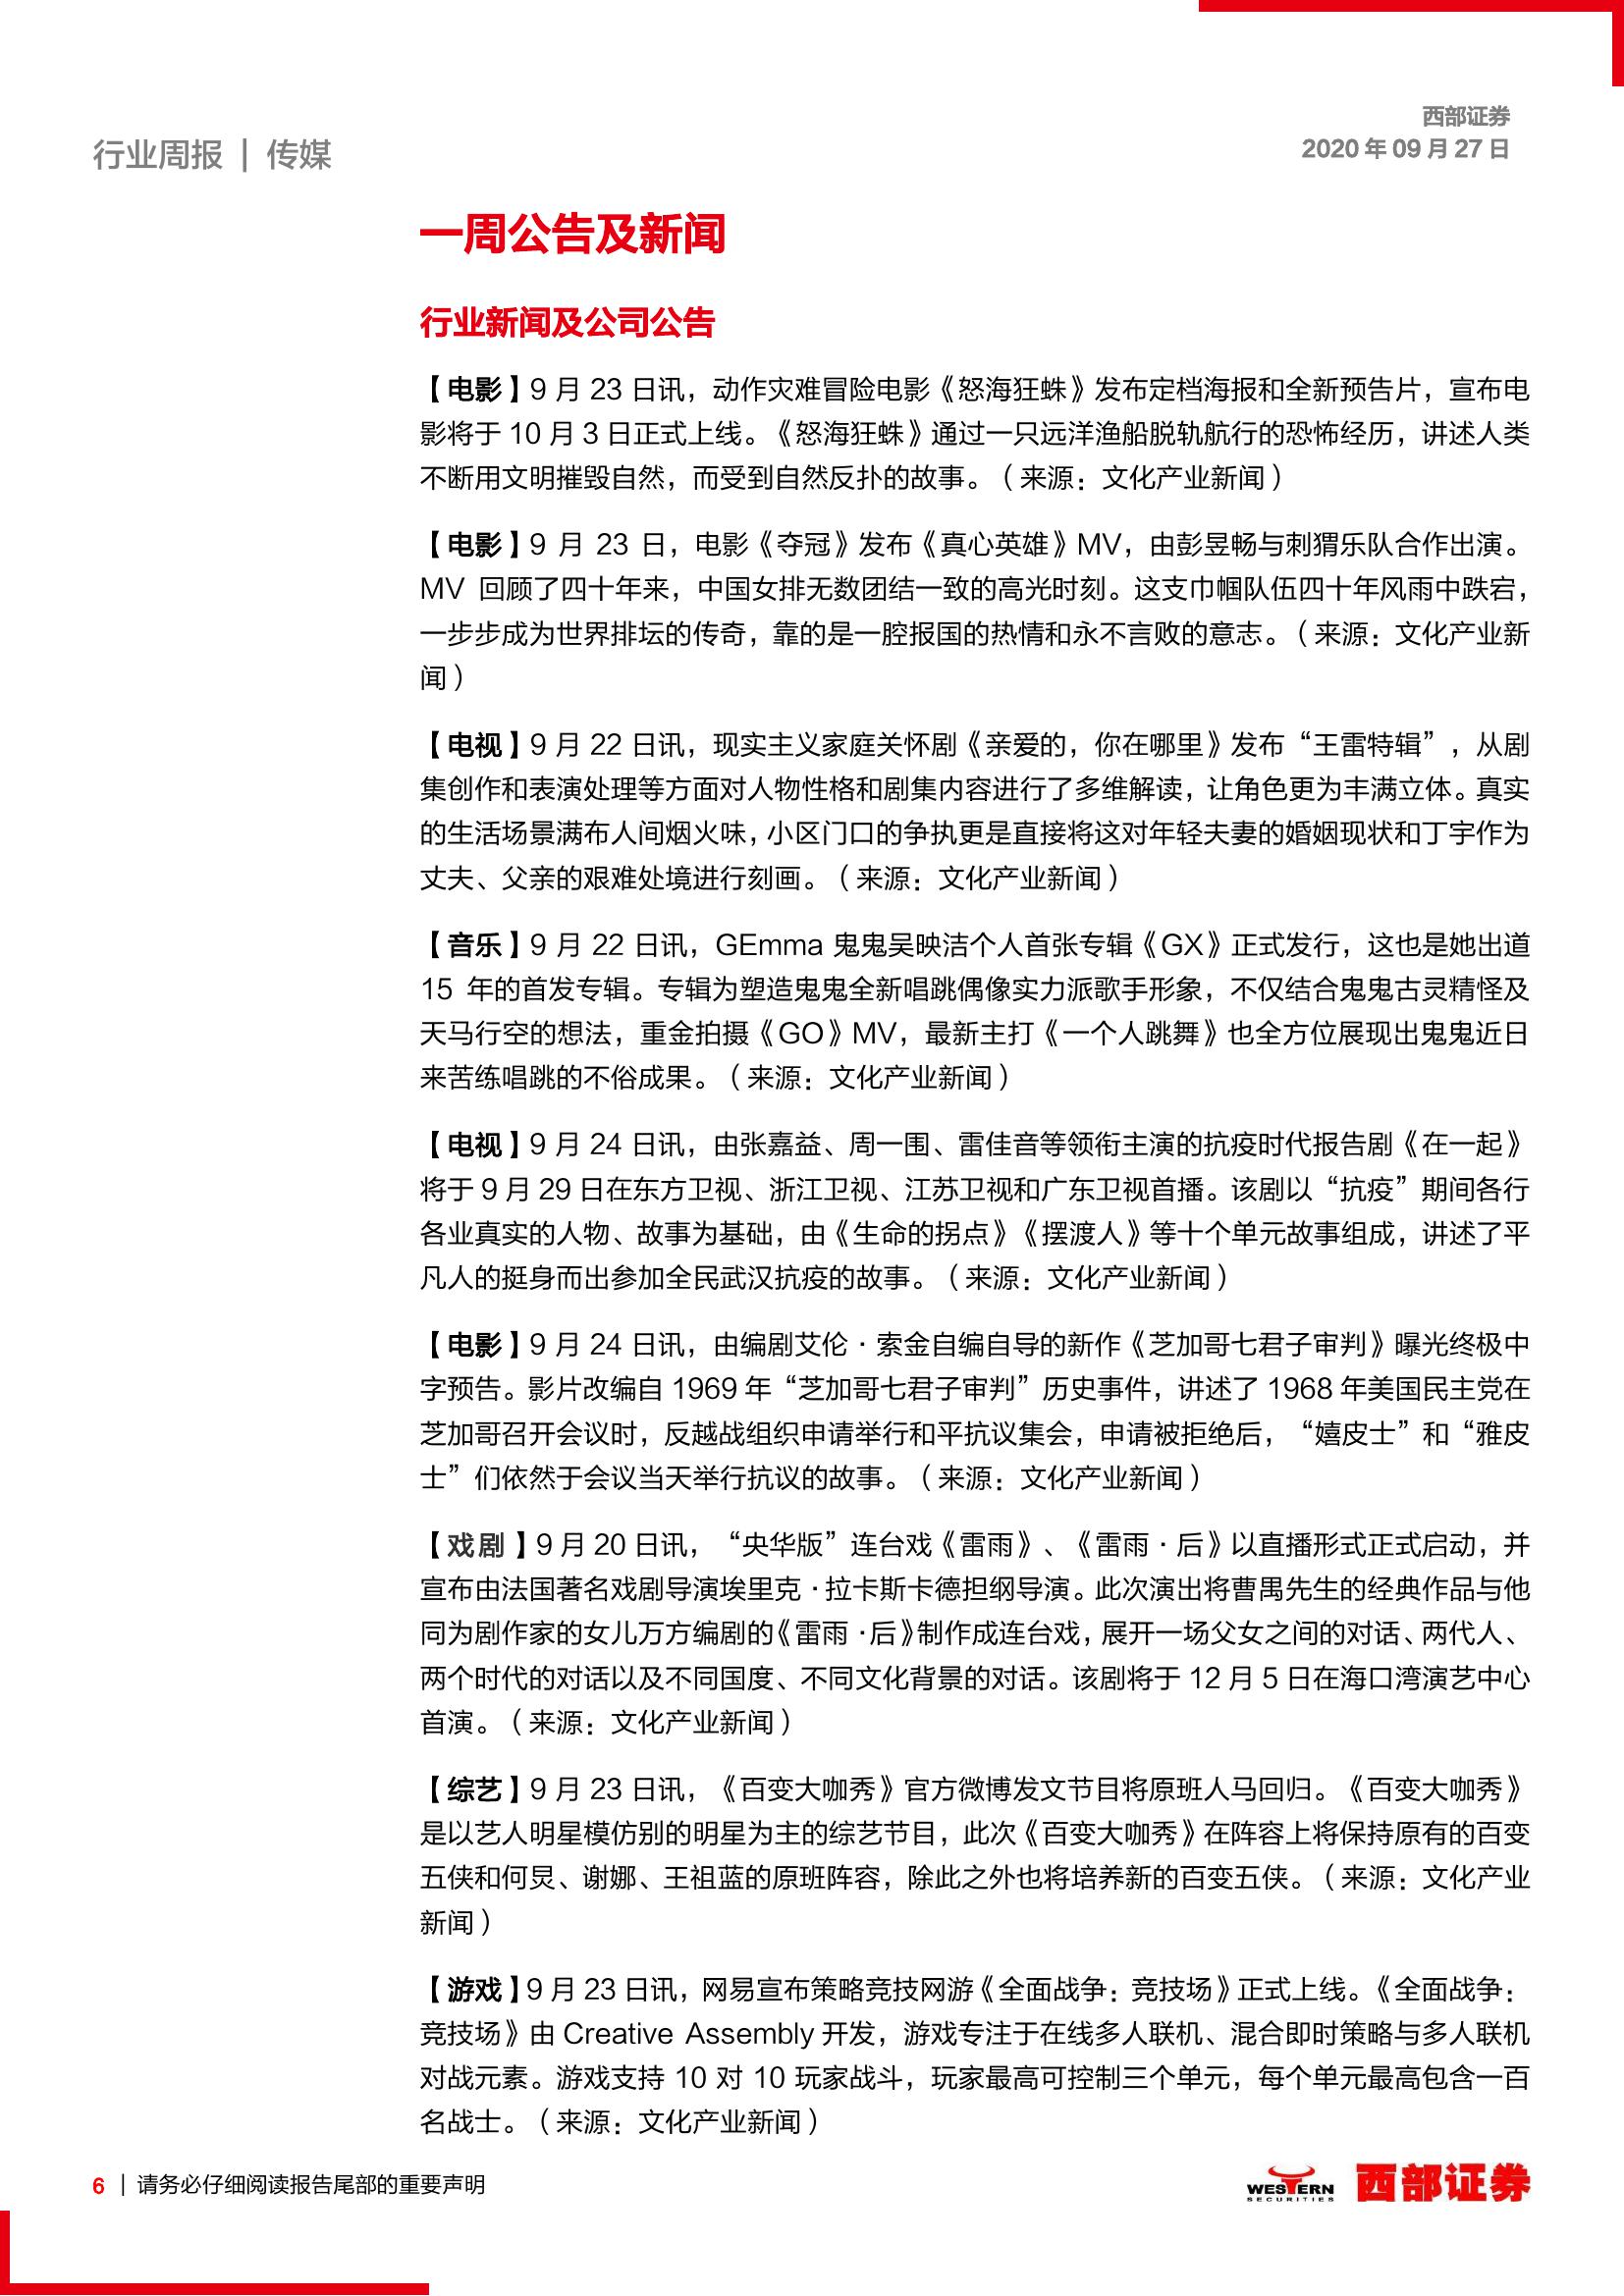 西部证券
行业周报 | 传媒
2020 年 09 月 27 日
一周公告及新闻
行业新闻及公司公告
【电影】9 月 23 日讯，动作灾难冒险电影《怒海狂蛛》发布定档海报和全新预告片，宣布电
影将于 10 月 3 日正式上线。《怒海狂蛛》通过一只远洋渔船脱轨航行的恐怖经历，讲述人类
不断用文明摧毁自然，而受到自然反扑的故事。（来源：文化产业新闻）
【电影】9 月 23 日，电影《夺冠》发布《真心英雄》MV，由彭昱畅与刺猬乐队合作出演。
MV 回顾了四十年来，中国女排无数团结一致的高光时刻。这支巾帼队伍四十年风雨中跌宕，
一步步成为世界排坛的传奇，靠的是一腔报国的热情和永不言败的意志。（来源：文化产业新
闻）
【电视】9 月 22 日讯，现实主义家庭关怀剧《亲爱的，你在哪里》发布“王雷特辑”，从剧
集创作和表演处理等方面对人物性格和剧集内容进行了多维解读，让角色更为丰满立体。真实
的生活场景满布人间烟火味，小区门口的争执更是直接将这对年轻夫妻的婚姻现状和丁宇作为
丈夫、父亲的艰难处境进行刻画。（来源：文化产业新闻）
【音乐】9 月 22 日讯，GEmma 鬼鬼吴映洁个人首张专辑《GX》正式发行，这也是她出道
15 年的首发专辑。专辑为塑造鬼鬼全新唱跳偶像实力派歌手形象，不仅结合鬼鬼古灵精怪及
天马行空的想法，重金拍摄《GO》MV，最新主打《一个人跳舞》也全方位展现出鬼鬼近日
来苦练唱跳的不俗成果。（来源：文化产业新闻）
【电视】9 月 24 日讯，由张嘉益、周一围、雷佳音等领衔主演的抗疫时代报告剧《在一起》
将于 9 月 29 日在东方卫视、浙江卫视、江苏卫视和广东卫视首播。该剧以“抗疫”期间各行
各业真实的人物、故事为基础，由《生命的拐点》《摆渡人》等十个单元故事组成，讲述了平
凡人的挺身而出参加全民武汉抗疫的故事。（来源：文化产业新闻）
【电影】9 月 24 日讯，由编剧艾伦·索金自编自导的新作《芝加哥七君子审判》曝光终极中
字预告。影片改编自 1969 年“芝加哥七君子审判”历史事件，讲述了 1968 年美国民主党在
芝加哥召开会议时，反越战组织申请举行和平抗议集会，申请被拒绝后，“嬉皮士”和“雅皮
士”们依然于会议当天举行抗议的故事。（来源：文化产业新闻）
【戏剧】9 月 20 日讯，“央华版”连台戏《雷雨》、《雷雨·后》以直播形式正式启动，并
宣布由法国著名戏剧导演埃里克·拉卡斯卡德担纲导演。此次演出将曹禺先生的经典作品与他
同为剧作家的女儿万方编剧的《雷雨·后》制作成连台戏，展开一场父女之间的对话、两代人、
两个时代的对话以及不同国度、不同文化背景的对话。该剧将于 12 月 5 日在海口湾演艺中心
首演。（来源：文化产业新闻）
【综艺】9 月 23 日讯，《百变大咖秀》官方微博发文节目将原班人马回归。《百变大咖秀》
是以艺人明星模仿别的明星为主的综艺节目，此次《百变大咖秀》在阵容上将保持原有的百变
五侠和何炅、谢娜、王祖蓝的原班阵容，除此之外也将培养新的百变五侠。（来源：文化产业
新闻）
【游戏】9 月 23 日讯，网易宣布策略竞技网游《全面战争：竞技场》正式上线。《全面战争：
竞技场》由 Creative Assembly 开发，游戏专注于在线多人联机、混合即时策略与多人联机
对战元素。游戏支持 10 对 10 玩家战斗，玩家最高可控制三个单元，每个单元最高包含一百
名战士。（来源：文化产业新闻）
6 | 请务必仔细阅读报告尾部的重要声明
WESTERN
SECURITIES
西部证券